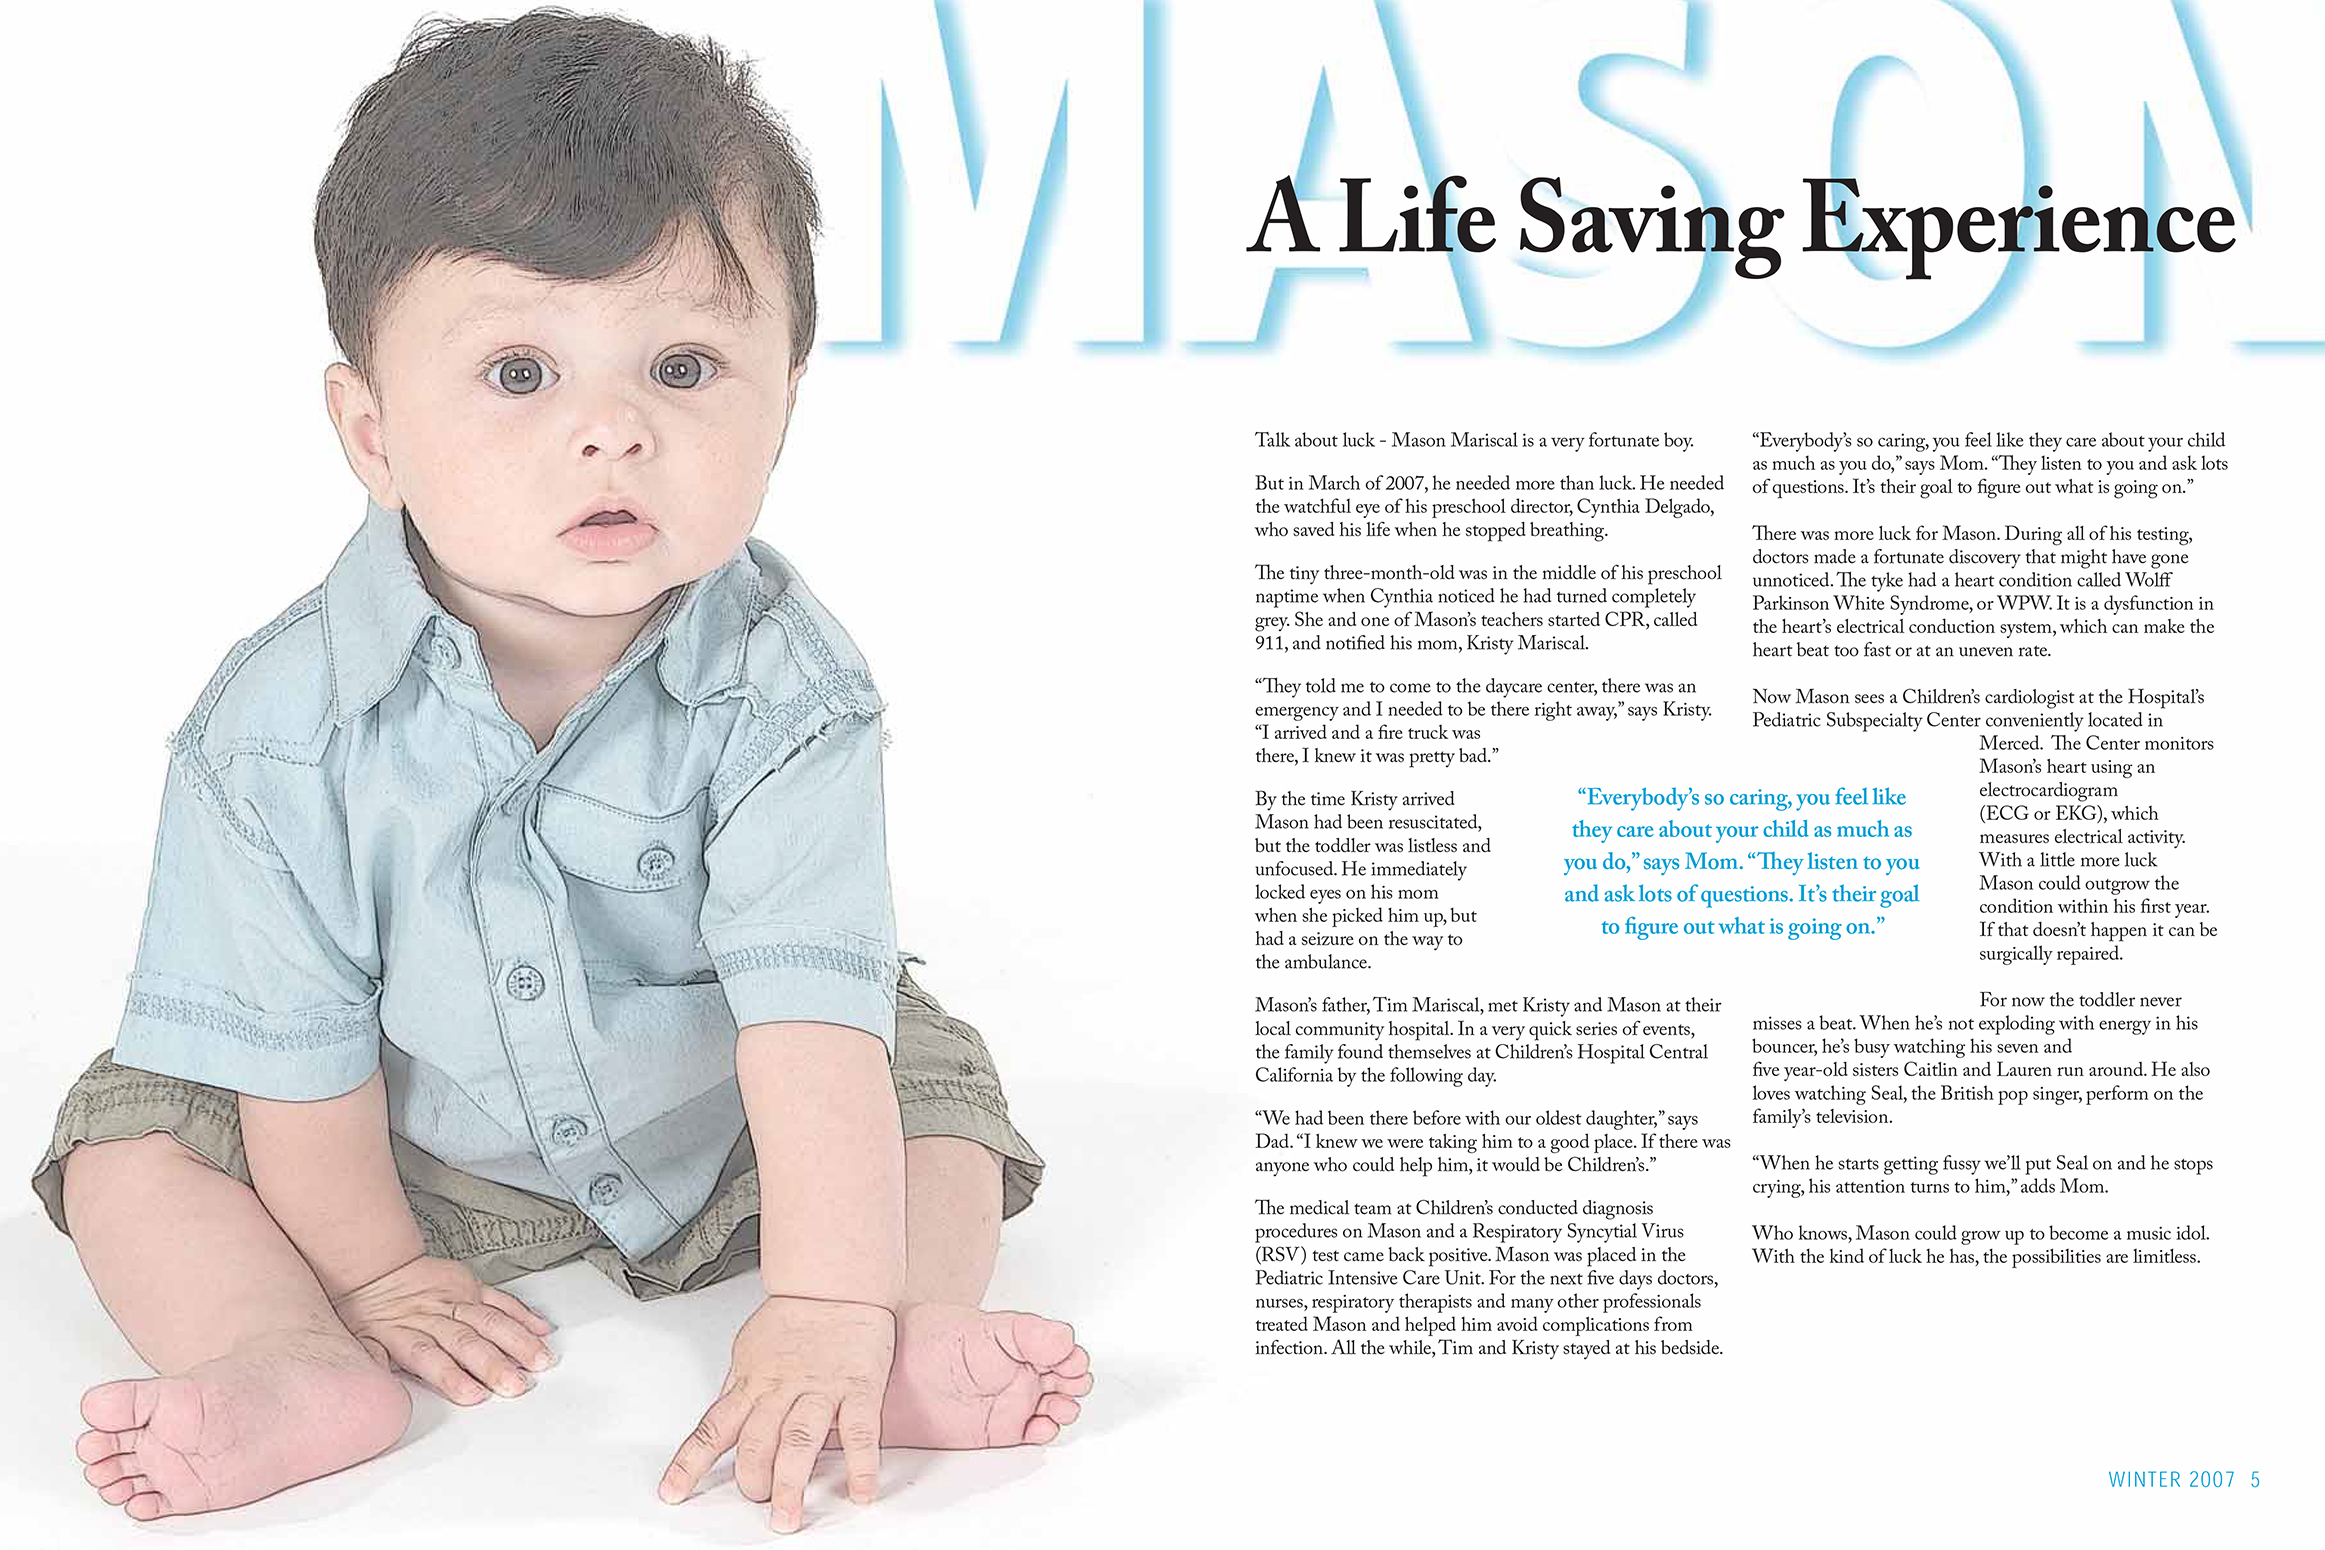 MASON
A Life Saving Experience
Talk about luck - Mason Mariscal is a very fortunate boy.
But in March of 2007, he needed more than luck. He needed
the watchful eye of his preschool director, Cynthia Delgado,
who saved his life when he stopped breathing.
The tiny three-month-old was in the middle of his preschool
naptime when Cynthia noticed he had turned completely
grey. She and one of Mason's teachers started CPR, called
911, and notified his mom, Kristy Mariscal.
“They told me to come to the daycare center, there was an
emergency and I needed to be there right away,” says Kristy.
“I arrived and a fire truck was
there, I knew it was pretty bad.”
By the time Kristy arrived
Mason had been resuscitated,
but the toddler was listless and
unfocused. He immediately
locked eyes on his mom
when she picked him up, but
had a seizure on the way to
the ambulance.
Mason's father, Tim Mariscal, met Kristy and Mason at their
local community hospital. In a very quick series of events,
the family found themselves at Children's Hospital Central
California by the following day.
“We had been there before with our oldest daughter,” says
Dad. “I knew we were taking him to a good place. If there was
anyone who could help him, it would be Children's.”
The medical team at Children's conducted diagnosis
procedures on Mason and a Respiratory Syncytial Virus
(RSV) test came back positive. Mason was placed in the
Pediatric Intensive Care Unit. For the next five days doctors,
nurses, respiratory therapists and many other professionals
treated Mason and helped him avoid complications from
infection. All the while, Tim and Kristy stayed at his bedside.
“Everybody's so caring, you feel like
they care about your child as much as
you do,” says Mom. “They listen to you
and ask lots of questions. It's their goal
to figure out what is going on.”
“Everybody's so caring, you feel like they care about your child
as much as you do,” says Mom. “They listen to you and ask lots
of questions. It's their goal to figure out what is going on.”
There was more luck for Mason. During all of his testing,
doctors made a fortunate discovery that might have gone
unnoticed. The tyke had a heart condition called Wolff
Parkinson White Syndrome, or WPW. It is a dysfunction in
the heart's electrical conduction system, which can make the
heart beat too fast or at an uneven rate.
Now Mason sees a Children's cardiologist at the Hospital's
Pediatric Subspecialty Center conveniently located in
Merced. The Center monitors
Mason's heart using an
electrocardiogram
(ECG or EKG), which
measures electrical activity.
With a little more luck
Mason could outgrow the
condition within his first year.
If that doesn't happen it can be
surgically repaired.
For now the toddler never
misses a beat. When he's not exploding with energy in his
bouncer, he's busy watching his seven and
five year-old sisters Caitlin and Lauren run around. He also
loves watching Seal, the British pop singer, perform on the
family's television.
“When he starts getting fussy we'll put Seal on and he stops
crying, his attention turns to him,” adds Mom.
Who knows, Mason could grow up to become a music idol.
With the kind of luck he has, the possibilities are limitless.
WINTER 2007 5